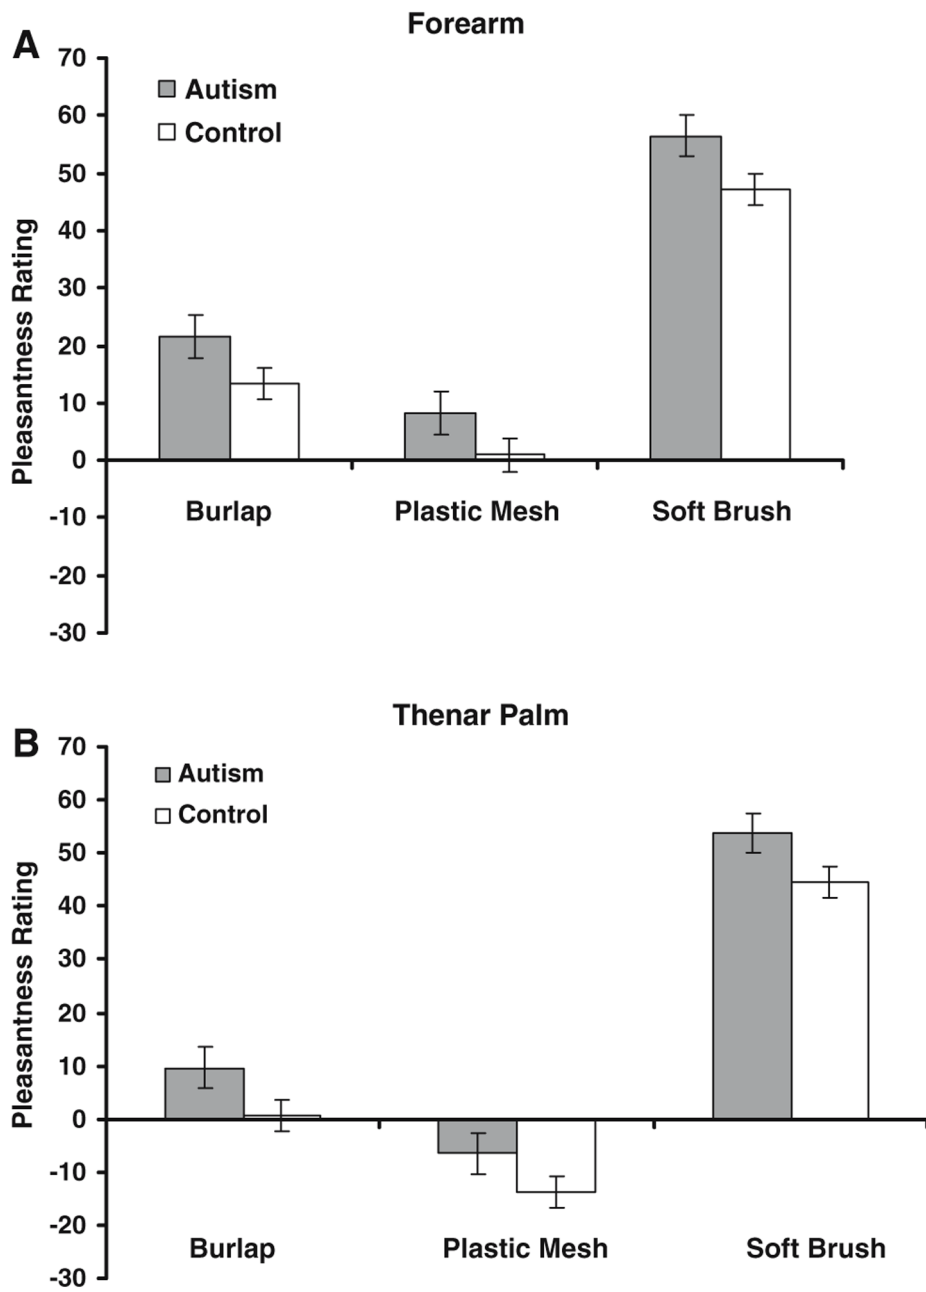 Forearm
A
70
Autism
60
Control
50
40
30
20
10
0
-10
-20
-30
Pleasantness Rating
Burlap
Plastic Mesh
Soft Brush
Thenar Palm
B
70
Autism
60
Control
50
40
30
20
10
0
-10
-20
-30
Pleasantness Rating
Burlap
Plastic Mesh
Soft Brush